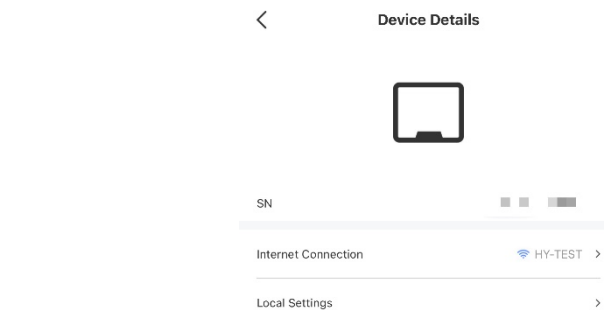 Device Details
SN
Internet Connection HY-TEST
Local Settings